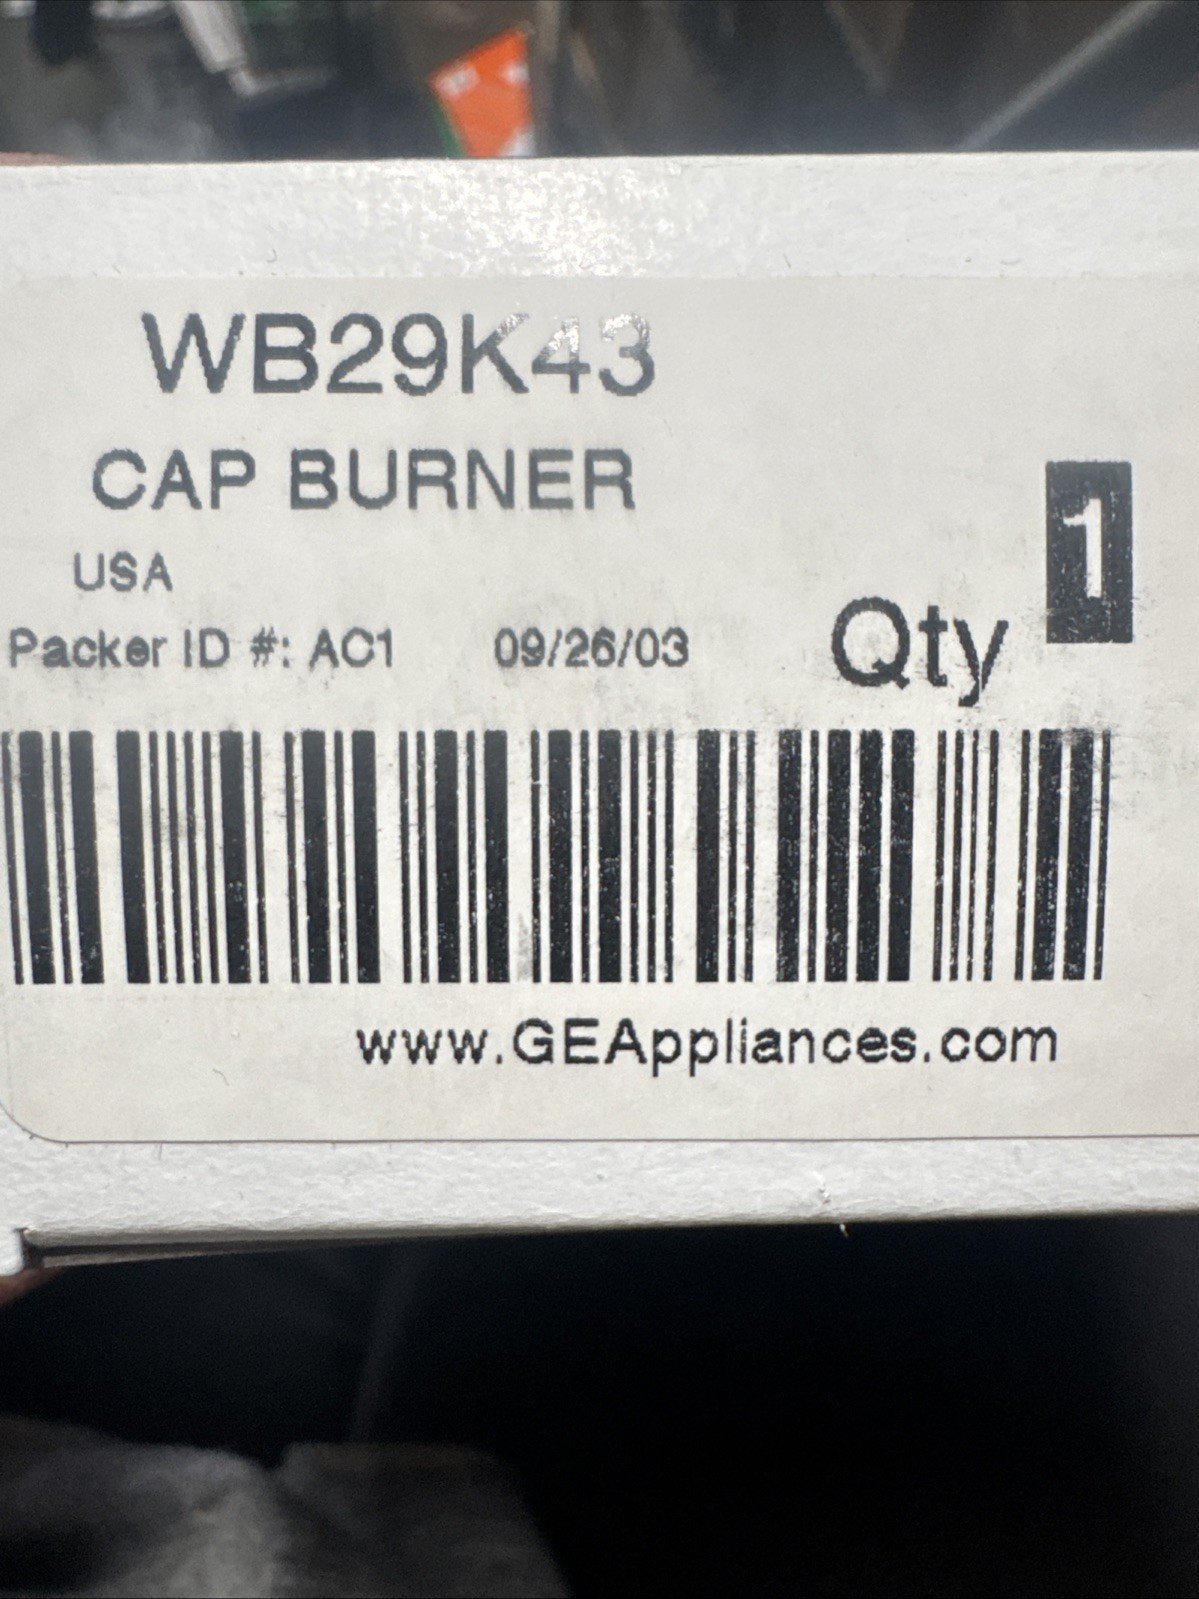 WB29K43
CAP BURNER
USA
1
Packer ID #: AC1 09/26/03 Qty
www.GEAppliances.com